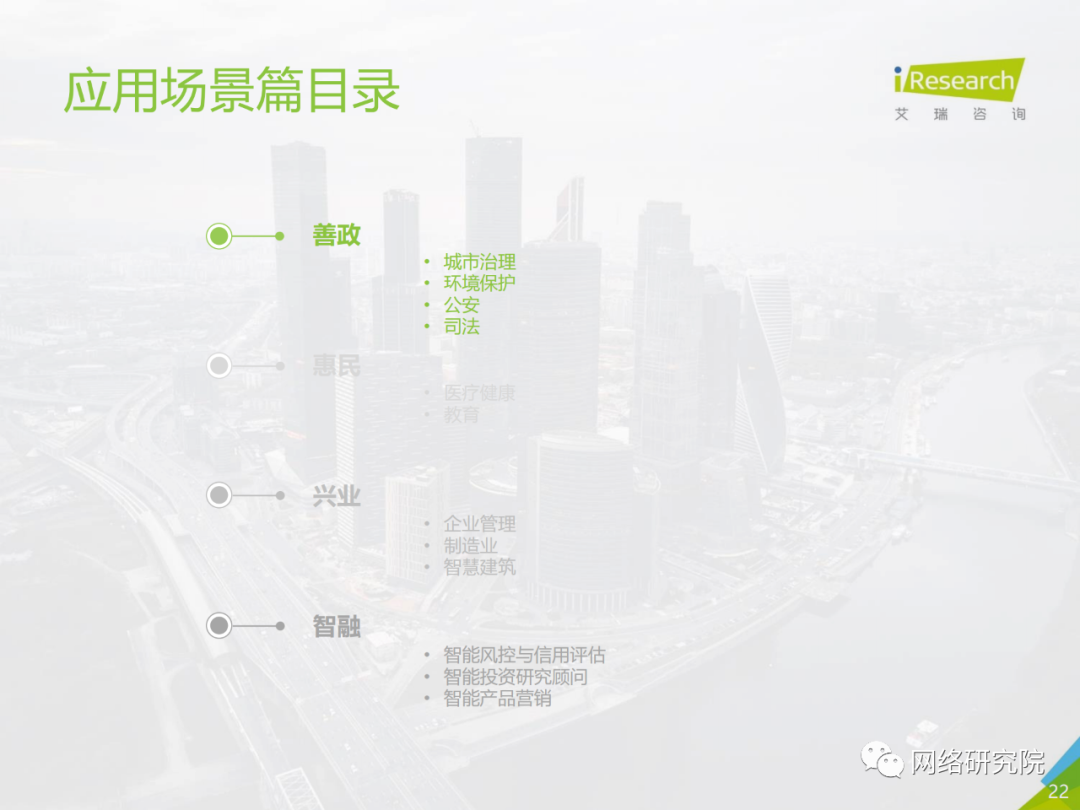 应用场景篇目录
iResearch
艾瑞咨询
善政
• 城市治理
• 环境保护
• 公安
• 司法
惠民
• 医疗健康
• 教育
兴业
• 企业管理
• 制造业
• 智慧建筑
智融
• 智能风控与信用评估
• 智能投资研究顾问
• 智能产品营销
网络研究院
22